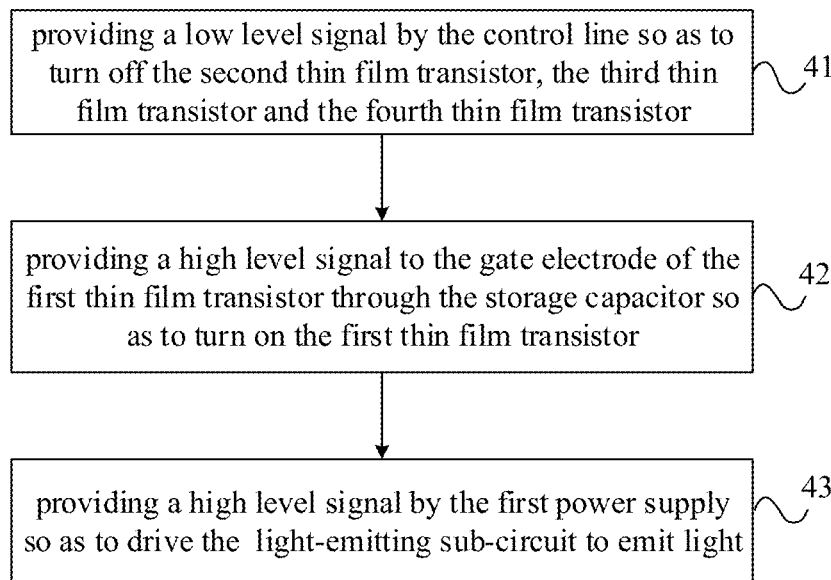 providing a low level signal by the control line so as to
turn off the second thin film transistor, the third thin
film transistor and the fourth thin film transistor
41
providing a high level signal to the gate electrode of the
first thin film transistor through the storage capacitor so
as to turn on the first thin film transistor
42
providing a high level signal by the first power supply
so as to drive the light-emitting sub-circuit to emit light
43